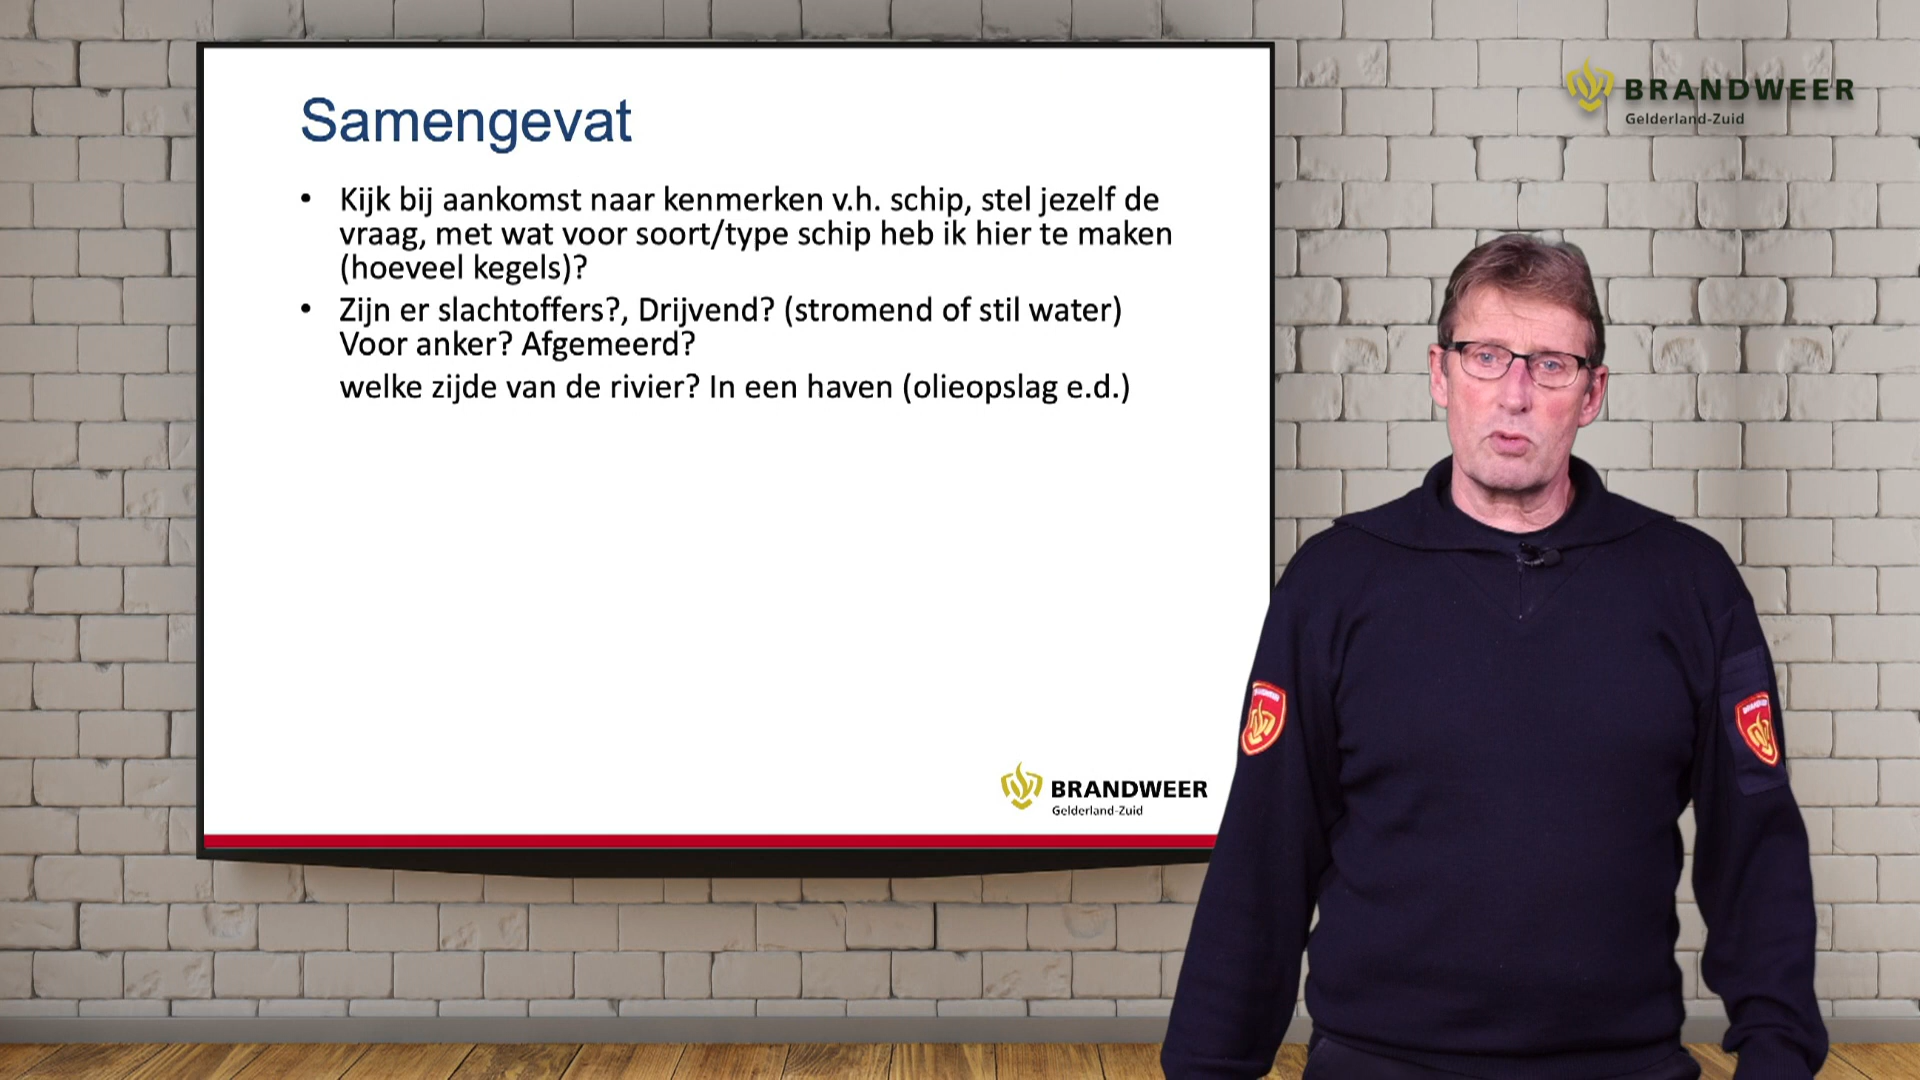 Samengevat
• Kijk bij aankomst naar kenmerken v.h. schip, stel jezelf de
vraag, met wat voor soort/type schip heb ik hier te maken
(hoeveel kegels)?
• Zijn er slachtoffers?, Drijvend? (stromend of stil water)
Voor anker? Afgemeerd?
welke zijde van de rivier? In een haven (olieopslag e.d.)
BRANDWEER
Gelderland-Zuid
BRANDWEER
Gelderland-Zuid